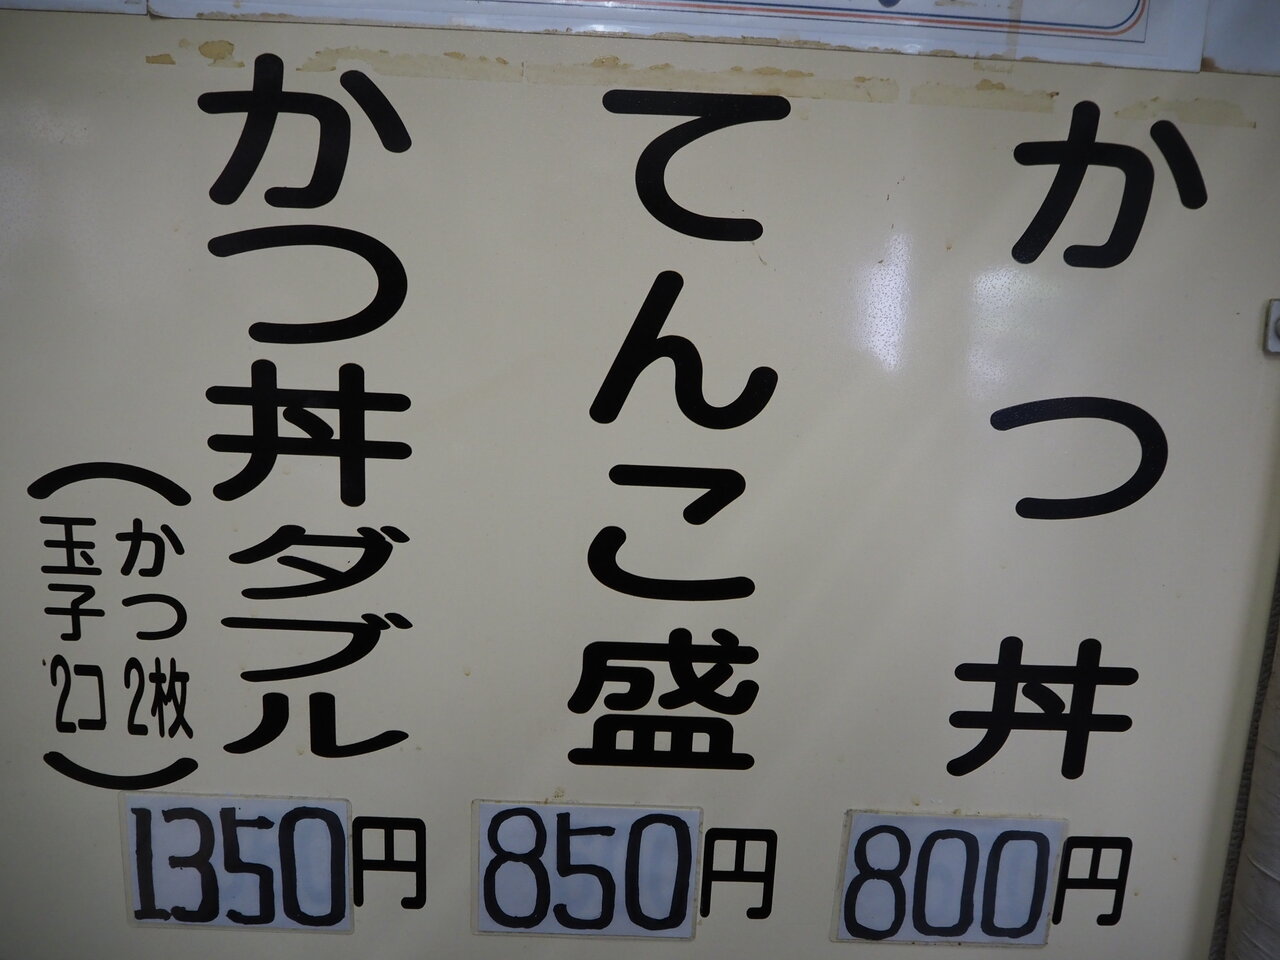 かつ丼
800円
てんこ盛
850円
かつ丼ダブル
(かつ2枚
玉子2コ)
1350円